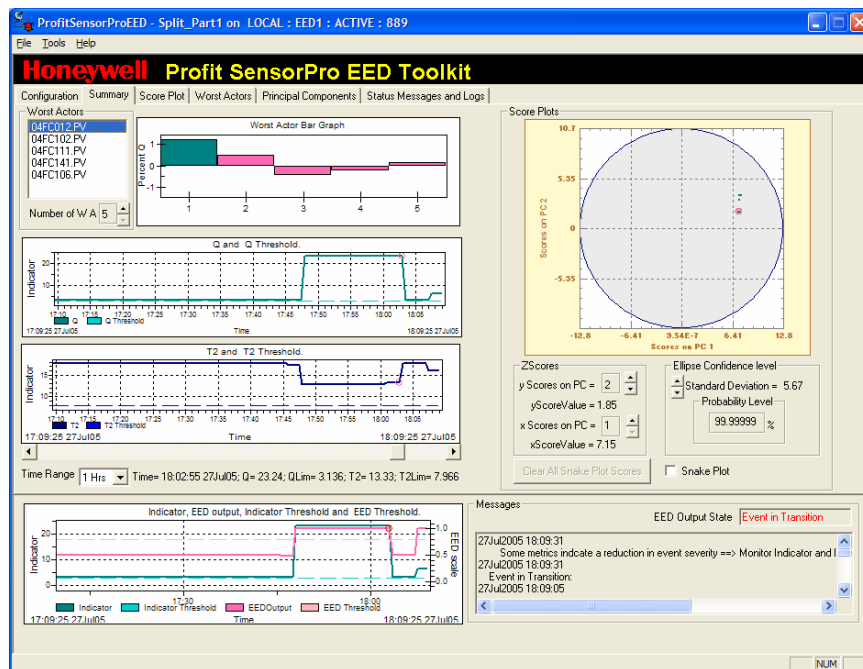 ProfitSensorProEED - Split_Part1 on LOCAL : EED1 : ACTIVE : 889
File Tools Help
Honeywell Profit SensorPro EED Toolkit
Configuration Summary Score Plot Worst Actors Principal Components Status Messages and Logs
Worst Actors
04FC012.PV
04FC102.PV
04FC111.PV
04FC141.PV
04FC106.PV
Number of W A 5
Worst Actor Bar Graph
Percent Q
1
0
-1
1 2 3 4 5
Q and Q Threshold.
Indicator
20
10
17:10 17:15 17:20 17:25 17:30 17:35 17:40 17:45 17:50 17:55 18:00 18:05
Q Q Threshold
17:09:25 27Jul05 Time 18:09:25 27Jul05
T2 and T2 Threshold.
Indicator
15
10
17:10 17:15 17:20 17:25 17:30 17:35 17:40 17:45 17:50 17:55 18:00 18:05
T2 T2 Threshold
17:09:25 27Jul05 Time 18:09:25 27Jul05
Time Range 1 Hrs Time= 18:02:55 27Jul05; Q= 23.24; QLim= 3.136; T2= 13.33; T2Lim= 7.966
Score Plots
10.7
5.35
0
-5.35
Scores on PC 2
-12.8 -6.41 3.54E-7 6.41 12.8
Scores on PC 1
ZScores
y Scores on PC = 2
yScoreValue = 1.85
x Scores on PC = 1
xScoreValue = 7.15
Ellipse Confidence level
Standard Deviation = 5.67
Probability Level
99.99999 %
Clear All Snake Plot Scores Snake Plot
Indicator, EED output, Indicator Threshold and EED Threshold.
Indicator
20
10
0
1.0
0.5
0.0
EED scale
17:30 18:00
Indicator Indicator Threshold EEDOutput EED Threshold
17:09:25 27Jul05 Time 18:09:25 27Jul05
Messages
EED Output State Event in Transition
27Jul2005 18:09:31
Some metrics indcate a reduction in event severity ==> Monitor Indicator and
27Jul2005 18:09:31
Event in Transition:
27Jul2005 18:09:05
NUM